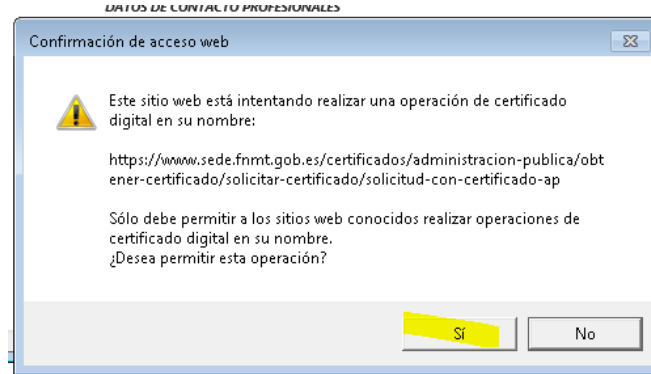 DATOS DE CONTACTO PROFESIONALES
Confirmación de acceso web
Este sitio web está intentando realizar una operación de certificado
digital en su nombre:
https://www.sede.fnmt.gob.es/certificados/administracion-publica/obt
ener-certificado/solicitar-certificado/solicitud-con-certificado-ap
Sólo debe permitir a los sitios web conocidos realizar operaciones de
certificado digital en su nombre.
¿Desea permitir esta operación?
Sí
No